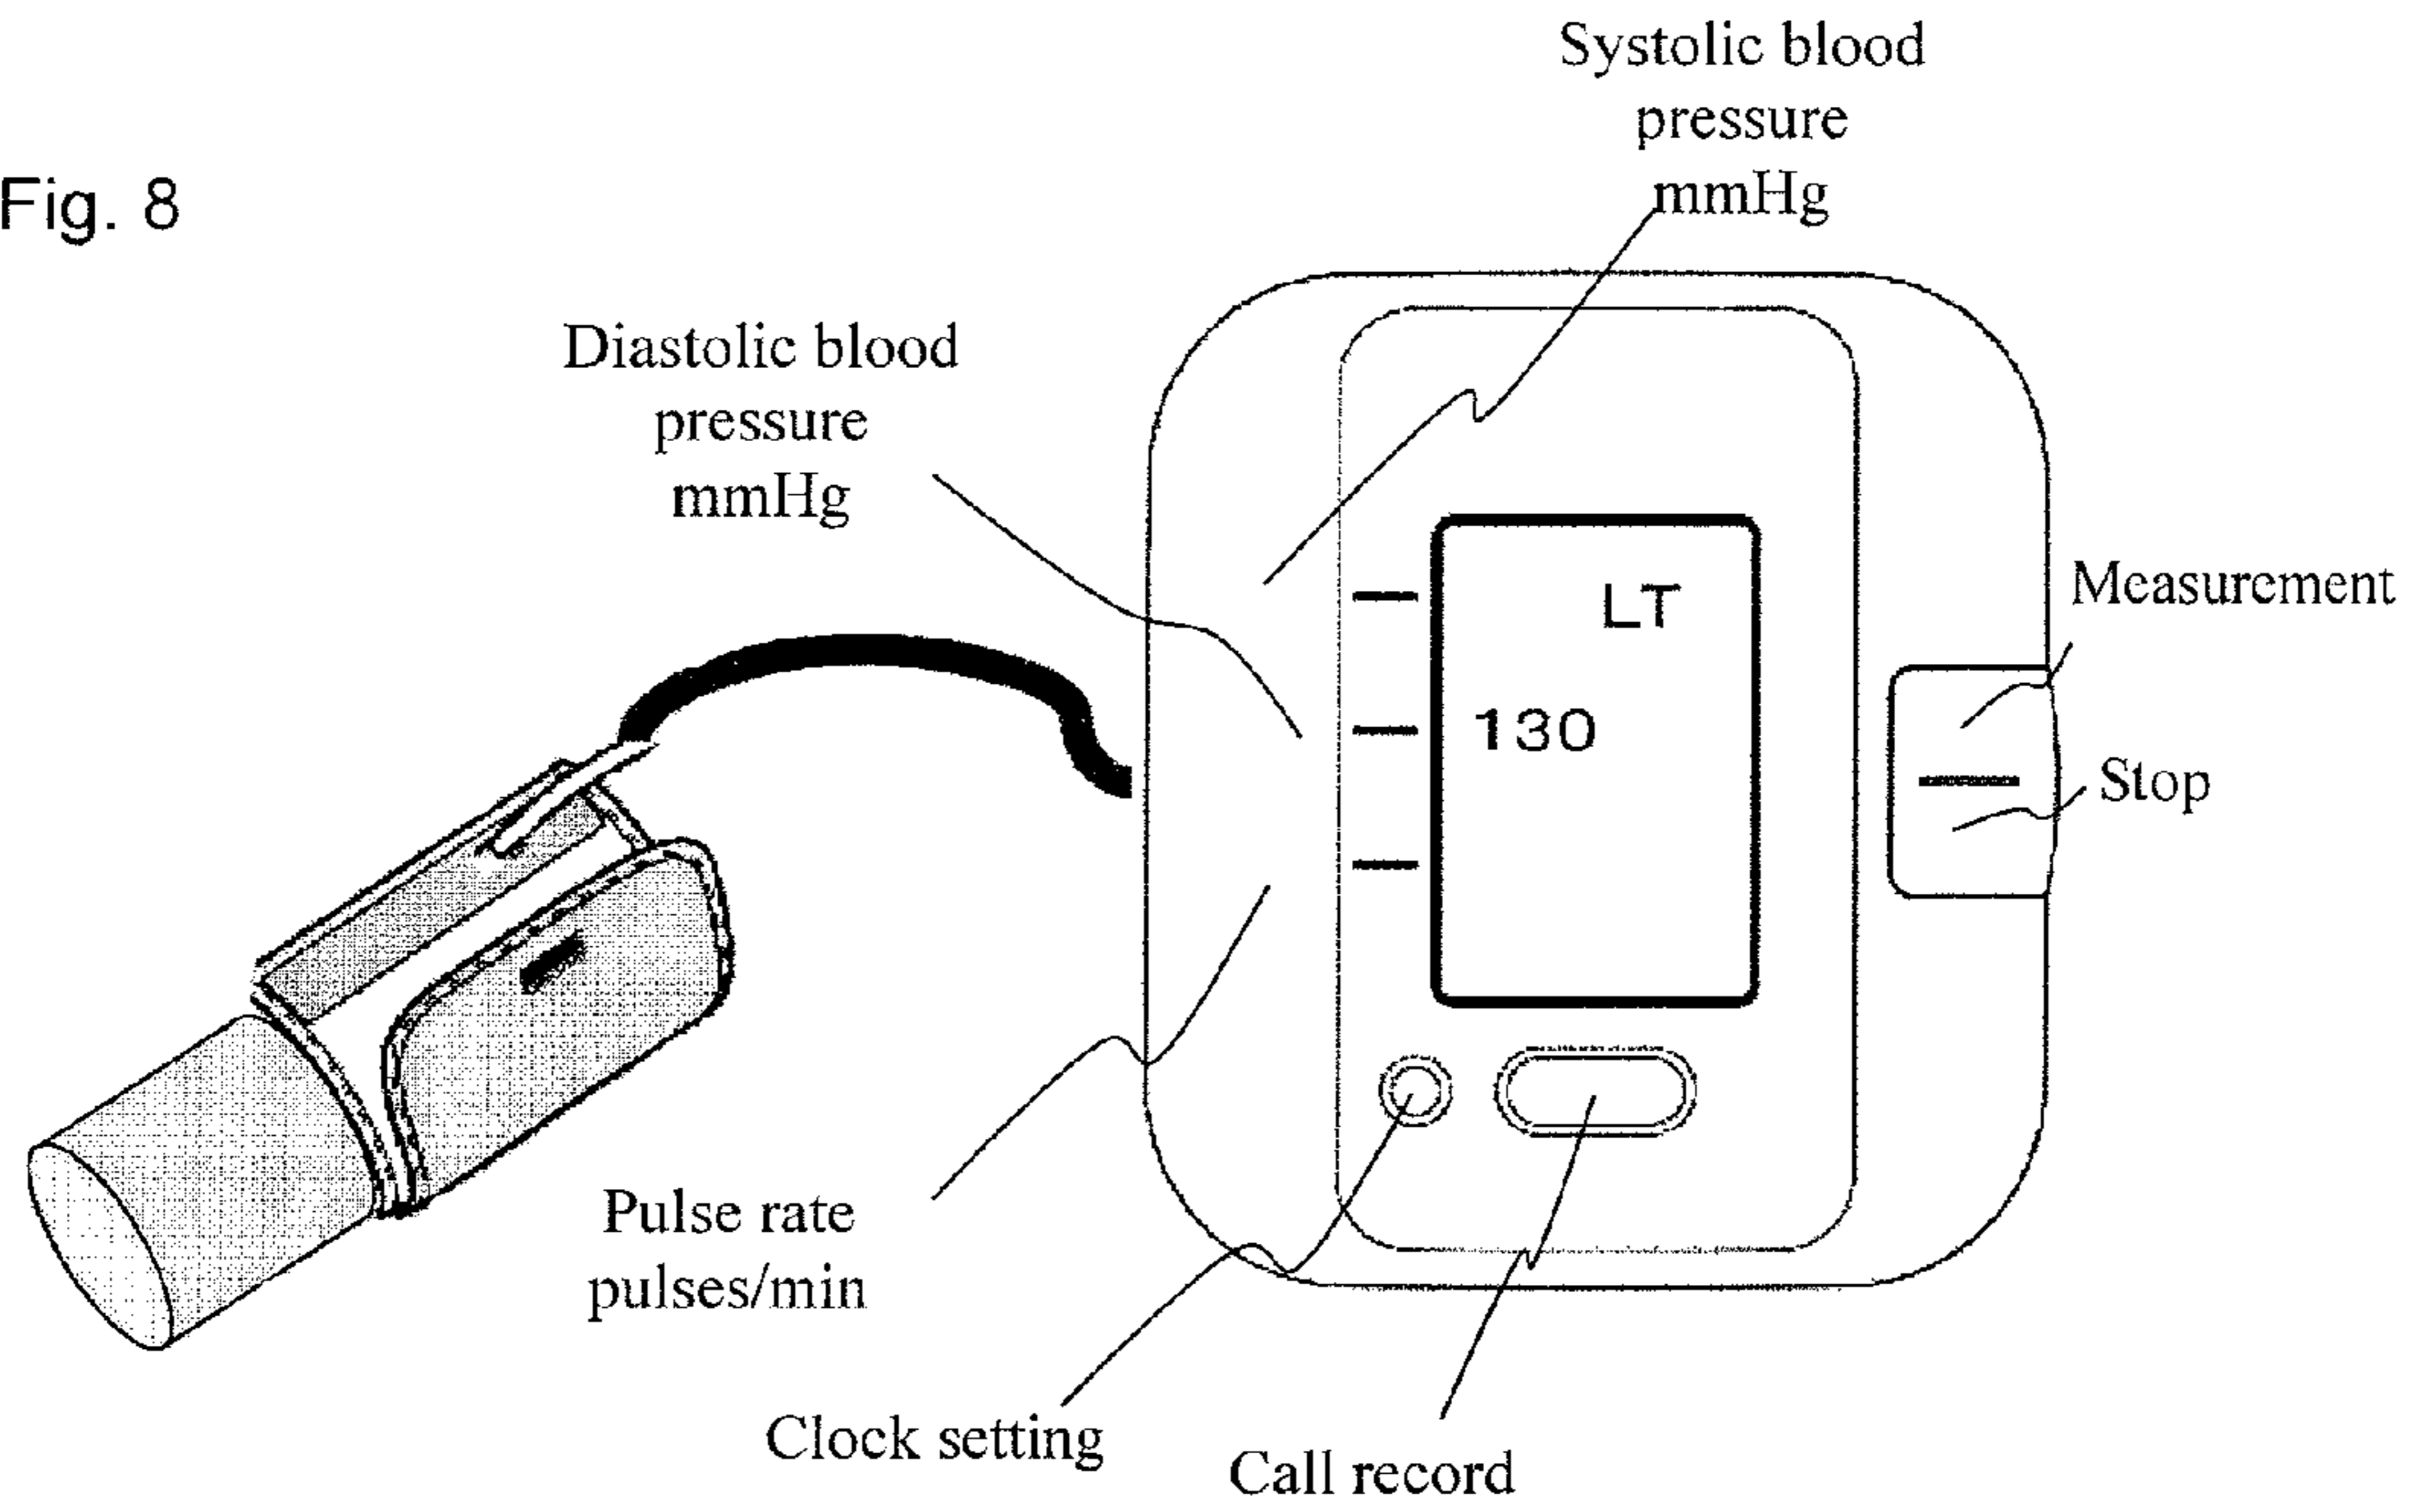 Systolic blood
pressure
mmHg
Fig. 8
Diastolic blood
pressure
mmHg
LT
Measurement
130
Stop
Pulse rate
pulses/min
Clock setting
Call record